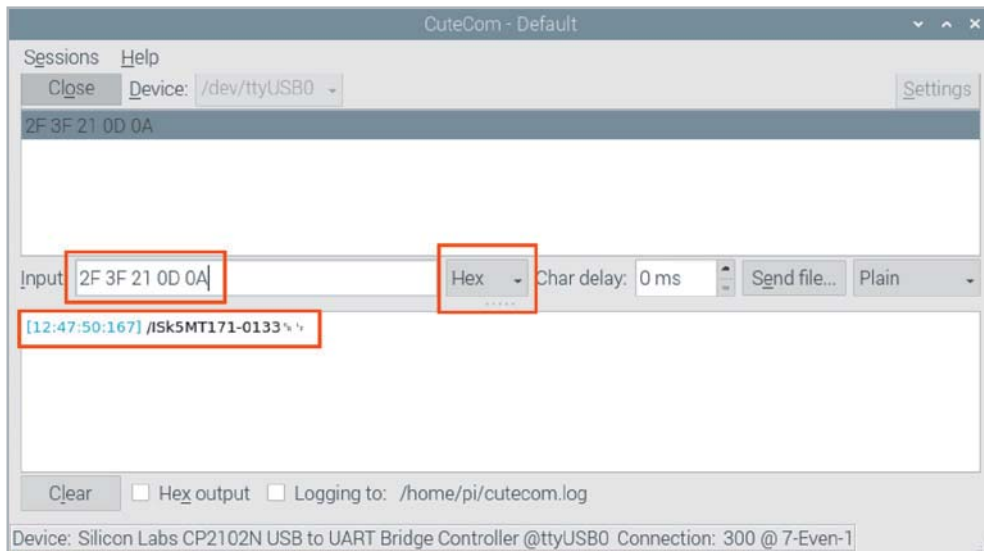 CuteCom - Default
Sessions Help
Close Device: /dev/ttyUSB0 Settings
2F 3F 21 0D 0A
Input: 2F 3F 21 0D 0A Hex Char delay: 0 ms Send file... Plain
[12:47:50:167] /ISk5MT171-0133␍␊
Clear Hex output Logging to: /home/pi/cutecom.log
Device: Silicon Labs CP2102N USB to UART Bridge Controller @ttyUSB0 Connection: 300 @ 7-Even-1